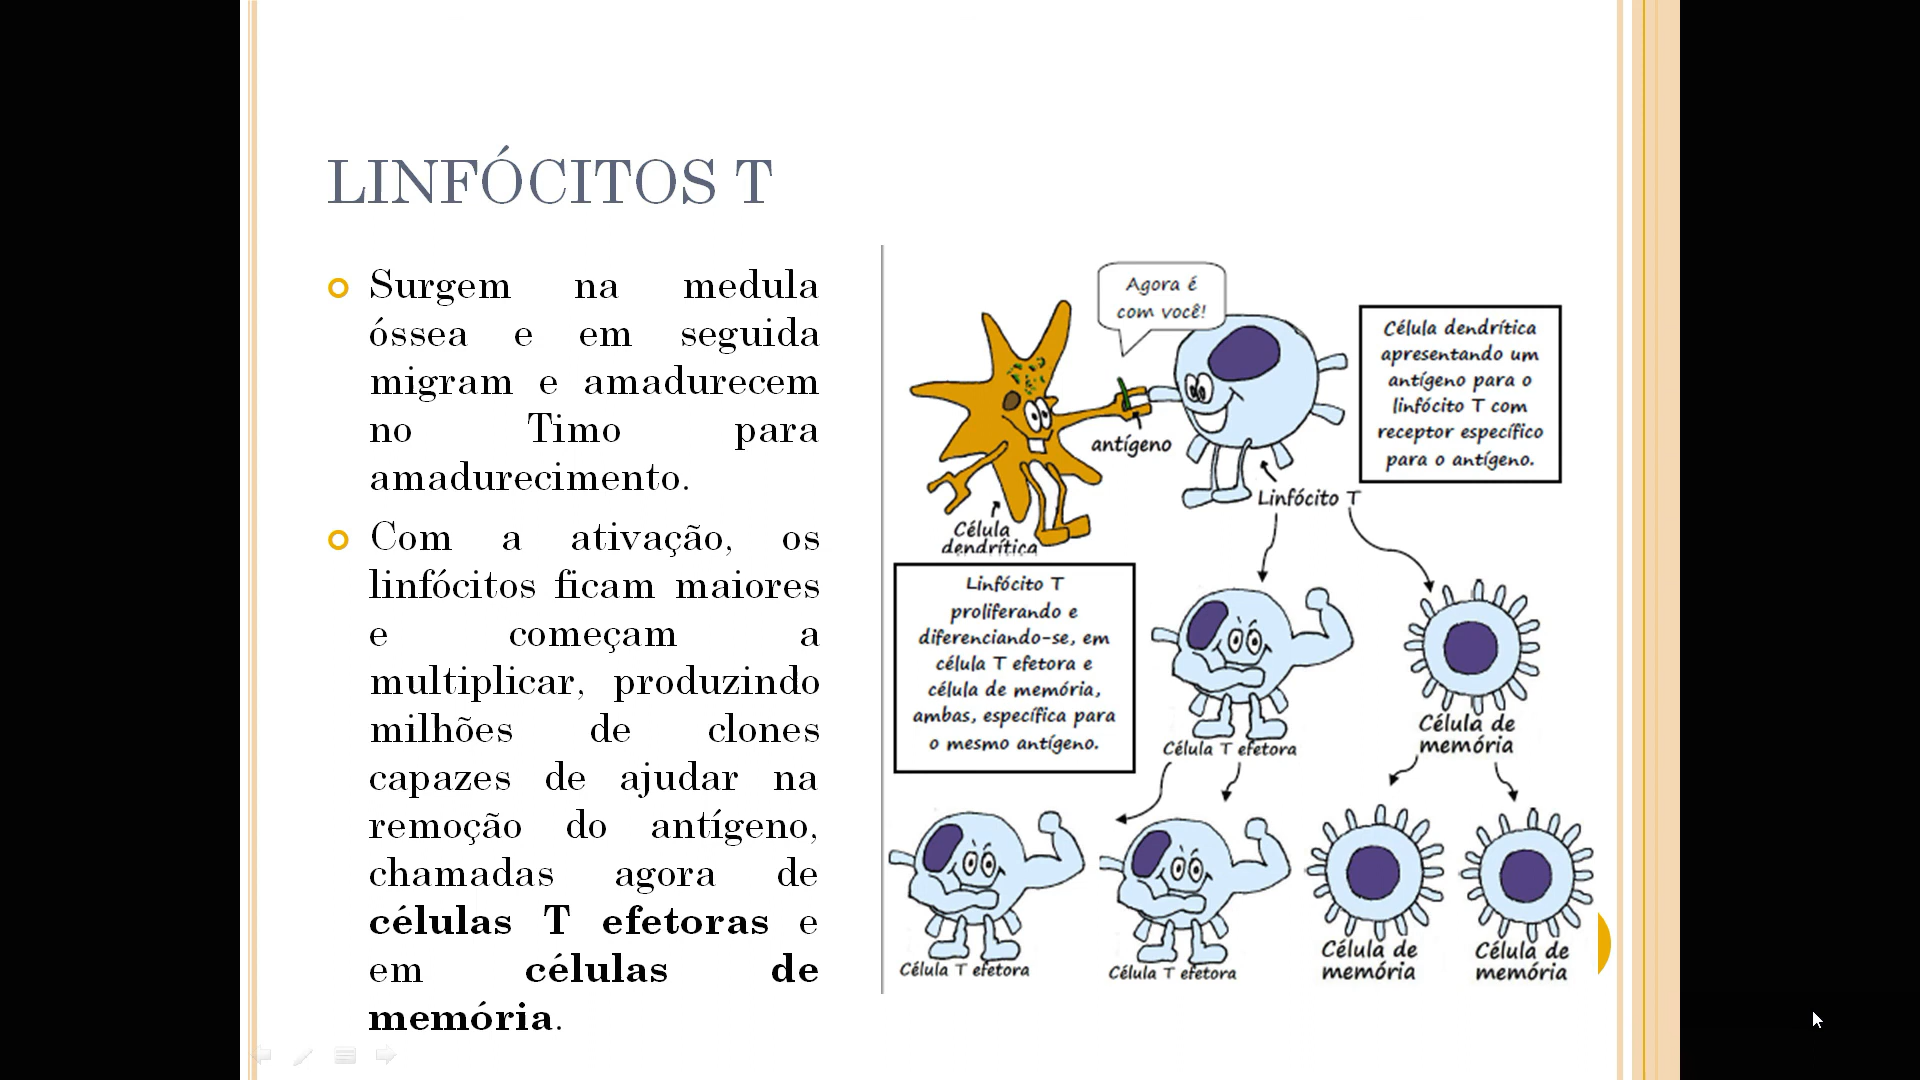 LINFÓCITOS T
Surgem na medula
óssea e em seguida
migram e amadurecem
no Timo para
amadurecimento.
Com a ativação, os
linfócitos ficam maiores
e começam a
multiplicar, produzindo
milhões de clones
capazes de ajudar na
remoção do antígeno,
chamadas agora de
células T efetoras e
em células de
memória.
Agora é
com você!
antígeno
Célula
dendrítica
Linfócito T
Célula dendrítica
apresentando um
antígeno para o
linfócito T com
receptor específico
para o antígeno.
Linfócito T
proliferando e
diferenciando-se, em
célula T efetora e
célula de memória,
ambas, específica para
o mesmo antígeno.
Célula T efetora
Célula de
memória
Célula T efetora
Célula T efetora
Célula de
memória
Célula de
memória